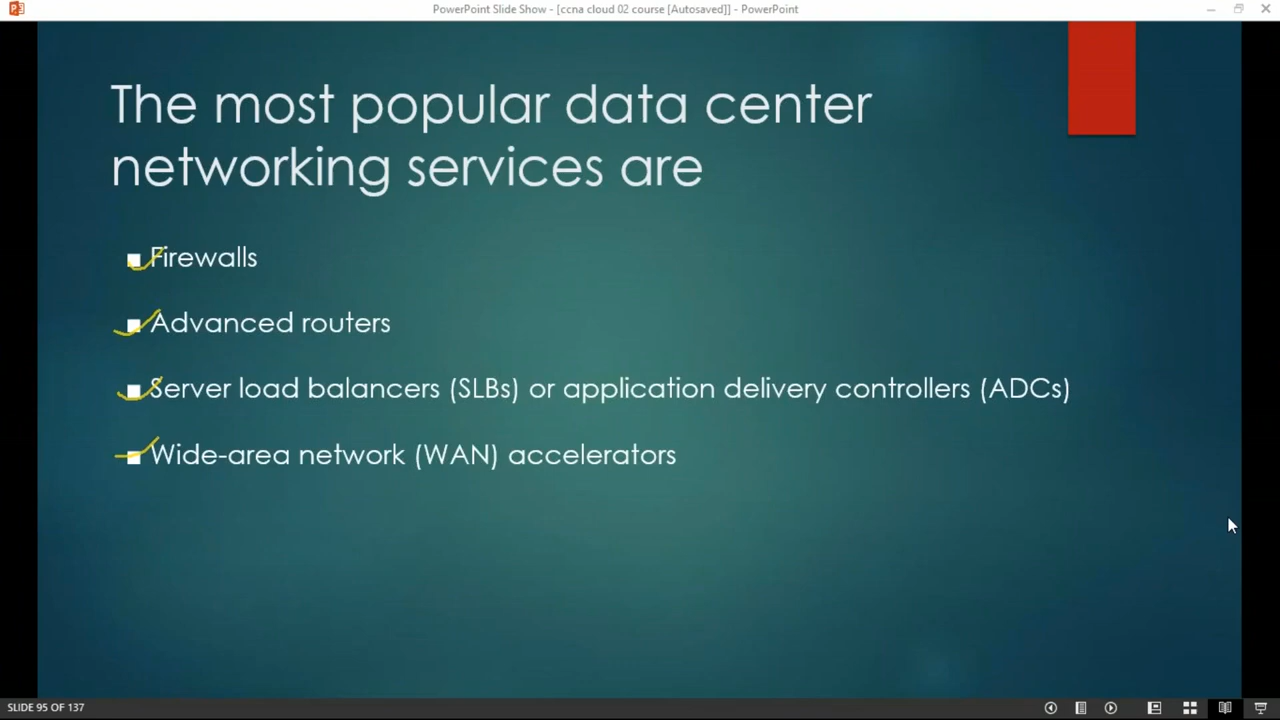 PowerPoint Slide Show - [ccna cloud 02 course [Autosaved]] - PowerPoint
The most popular data center
networking services are
Firewalls
Advanced routers
Server load balancers (SLBs) or application delivery controllers (ADCs)
Wide-area network (WAN) accelerators
SLIDE 95 OF 137